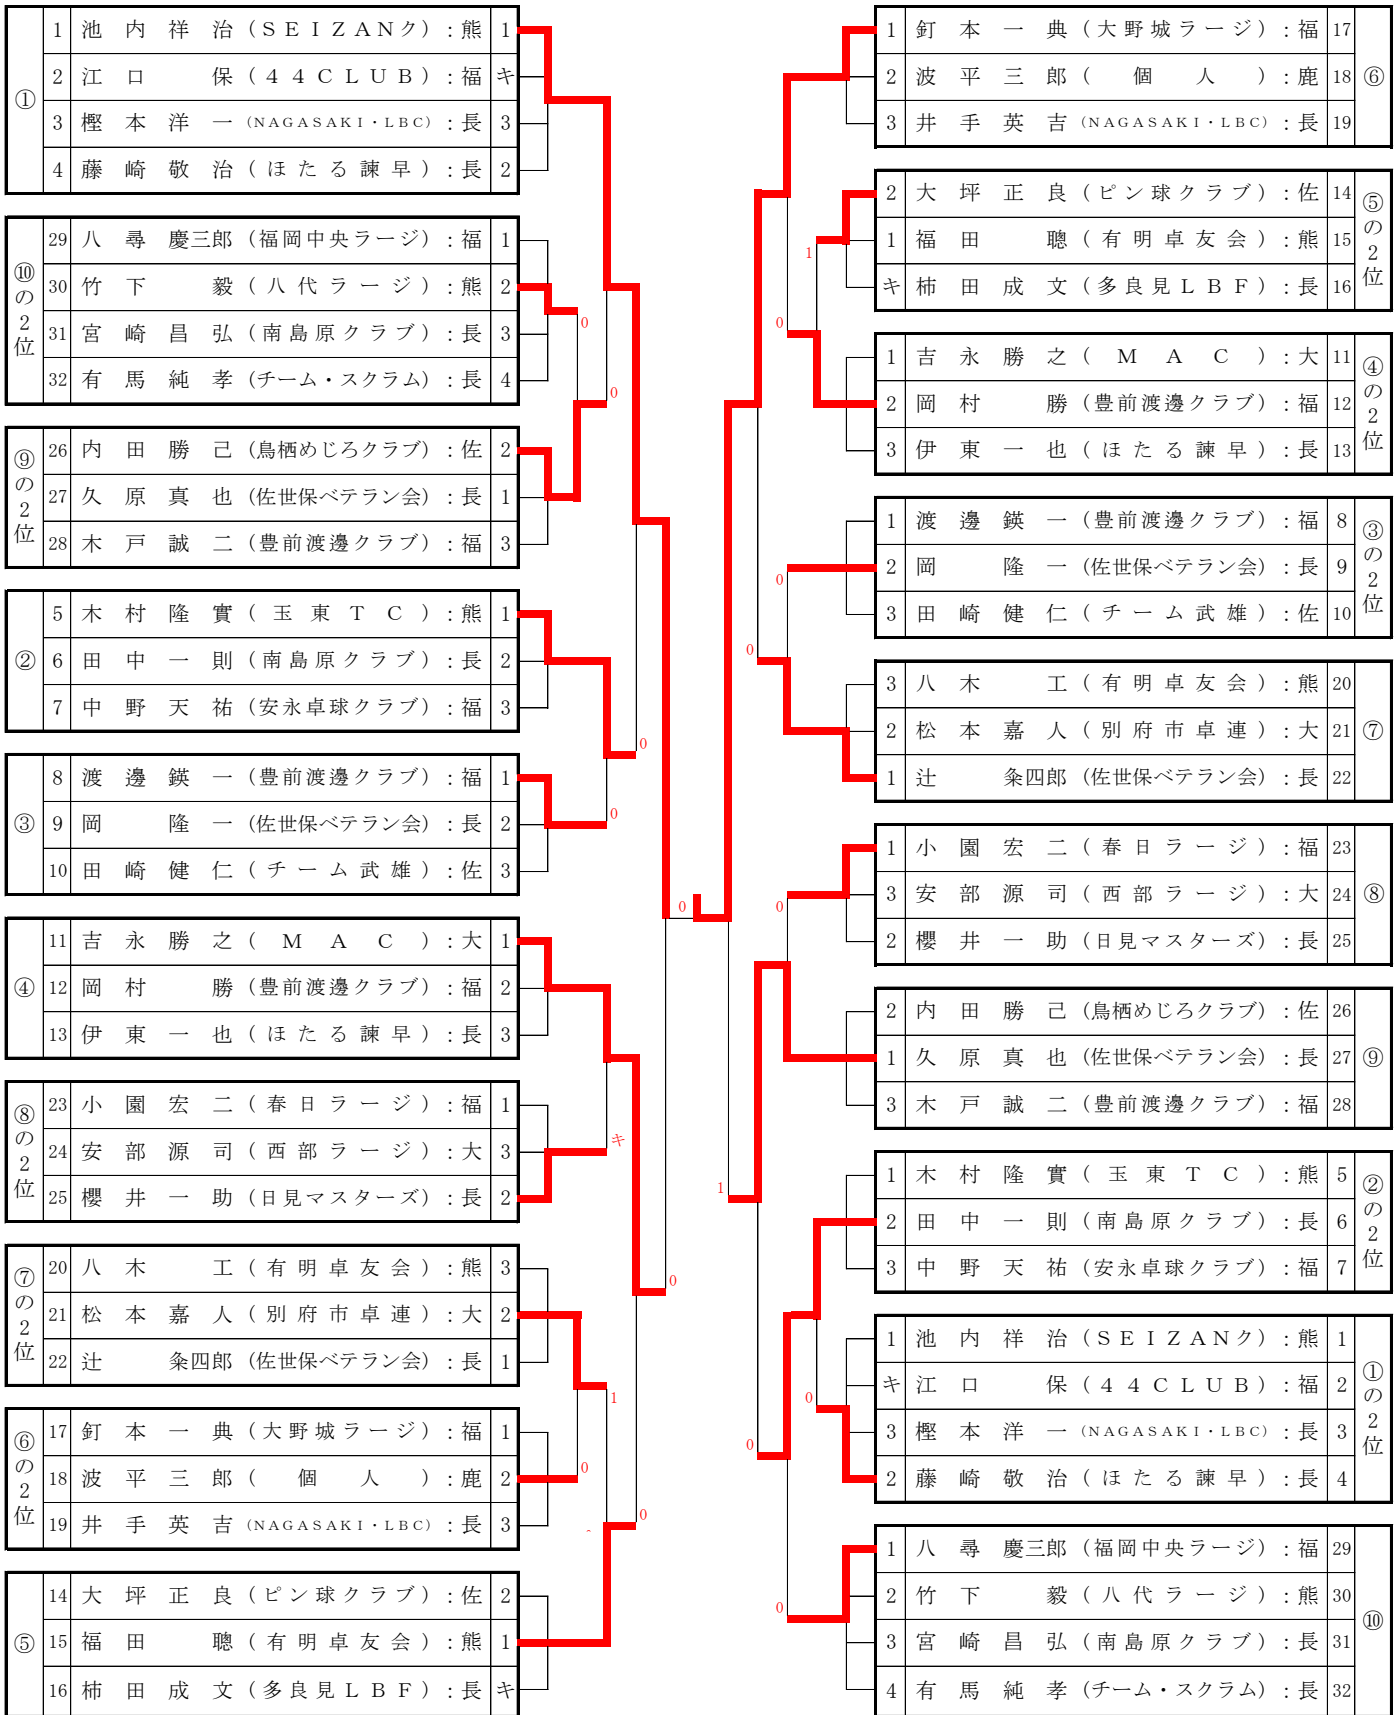 ①
1 池内祥治 (SEIZANク) : 熊 1
2 江口 保 (44CLUB) : 福 キ
3 樫本洋一 (NAGASAKI・LBC) : 長 3
4 藤崎敬治 (ほたる諫早) : 長 2
⑩の2位
29 八尋慶三郎 (福岡中央ラージ) : 福 1
30 竹下 毅 (八代ラージ) : 熊 2
31 宮崎昌弘 (南島原クラブ) : 長 3
32 有馬純孝 (チーム・スクラム) : 長 4
⑨の2位
26 内田勝己 (鳥栖めじろクラブ) : 佐 2
27 久原真也 (佐世保ベテラン会) : 長 1
28 木戸誠二 (豊前渡邊クラブ) : 福 3
②
5 木村隆實 (玉東TC) : 熊 1
6 田中一則 (南島原クラブ) : 長 2
7 中野天祐 (安永卓球クラブ) : 福 3
③
8 渡邊鍈一 (豊前渡邊クラブ) : 福 1
9 岡 隆一 (佐世保ベテラン会) : 長 2
10 田崎健仁 (チーム武雄) : 佐 3
④
11 吉永勝之 (MAC) : 大 1
12 岡村 勝 (豊前渡邊クラブ) : 福 2
13 伊東一也 (ほたる諫早) : 長 3
⑧の2位
23 小園宏二 (春日ラージ) : 福 1
24 安部源司 (西部ラージ) : 大 3
25 櫻井一助 (日見マスターズ) : 長 2
⑦の2位
20 八木 工 (有明卓友会) : 熊 3
21 松本嘉人 (別府市卓連) : 大 2
22 辻 粂四郎 (佐世保ベテラン会) : 長 1
⑥の2位
17 釘本一典 (大野城ラージ) : 福 1
18 波平三郎 (個人) : 鹿 2
19 井手英吉 (NAGASAKI・LBC) : 長 3
⑤
14 大坪正良 (ピン球クラブ) : 佐 2
15 福田 聰 (有明卓友会) : 熊 1
16 柿田成文 (多良見LBF) : 長 キ
0
0
0
0
キ
0
1
0
0
0
1
0
0
0
0
1
0
0
0
1 釘本一典 (大野城ラージ) : 福 17
2 波平三郎 (個人) : 鹿 18
3 井手英吉 (NAGASAKI・LBC) : 長 19
⑥
2 大坪正良 (ピン球クラブ) : 佐 14
1 福田 聰 (有明卓友会) : 熊 15
キ 柿田成文 (多良見LBF) : 長 16
⑤の2位
1 吉永勝之 (MAC) : 大 11
2 岡村 勝 (豊前渡邊クラブ) : 福 12
3 伊東一也 (ほたる諫早) : 長 13
④の2位
1 渡邊鍈一 (豊前渡邊クラブ) : 福 8
2 岡 隆一 (佐世保ベテラン会) : 長 9
3 田崎健仁 (チーム武雄) : 佐 10
③の2位
3 八木 工 (有明卓友会) : 熊 20
2 松本嘉人 (別府市卓連) : 大 21
1 辻 粂四郎 (佐世保ベテラン会) : 長 22
⑦
1 小園宏二 (春日ラージ) : 福 23
3 安部源司 (西部ラージ) : 大 24
2 櫻井一助 (日見マスターズ) : 長 25
⑧
2 内田勝己 (鳥栖めじろクラブ) : 佐 26
1 久原真也 (佐世保ベテラン会) : 長 27
3 木戸誠二 (豊前渡邊クラブ) : 福 28
⑨
1 木村隆實 (玉東TC) : 熊 5
2 田中一則 (南島原クラブ) : 長 6
3 中野天祐 (安永卓球クラブ) : 福 7
②の2位
1 池内祥治 (SEIZANク) : 熊 1
キ 江口 保 (44CLUB) : 福 2
3 樫本洋一 (NAGASAKI・LBC) : 長 3
2 藤崎敬治 (ほたる諫早) : 長 4
①の2位
1 八尋慶三郎 (福岡中央ラージ) : 福 29
2 竹下 毅 (八代ラージ) : 熊 30
3 宮崎昌弘 (南島原クラブ) : 長 31
4 有馬純孝 (チーム・スクラム) : 長 32
⑩